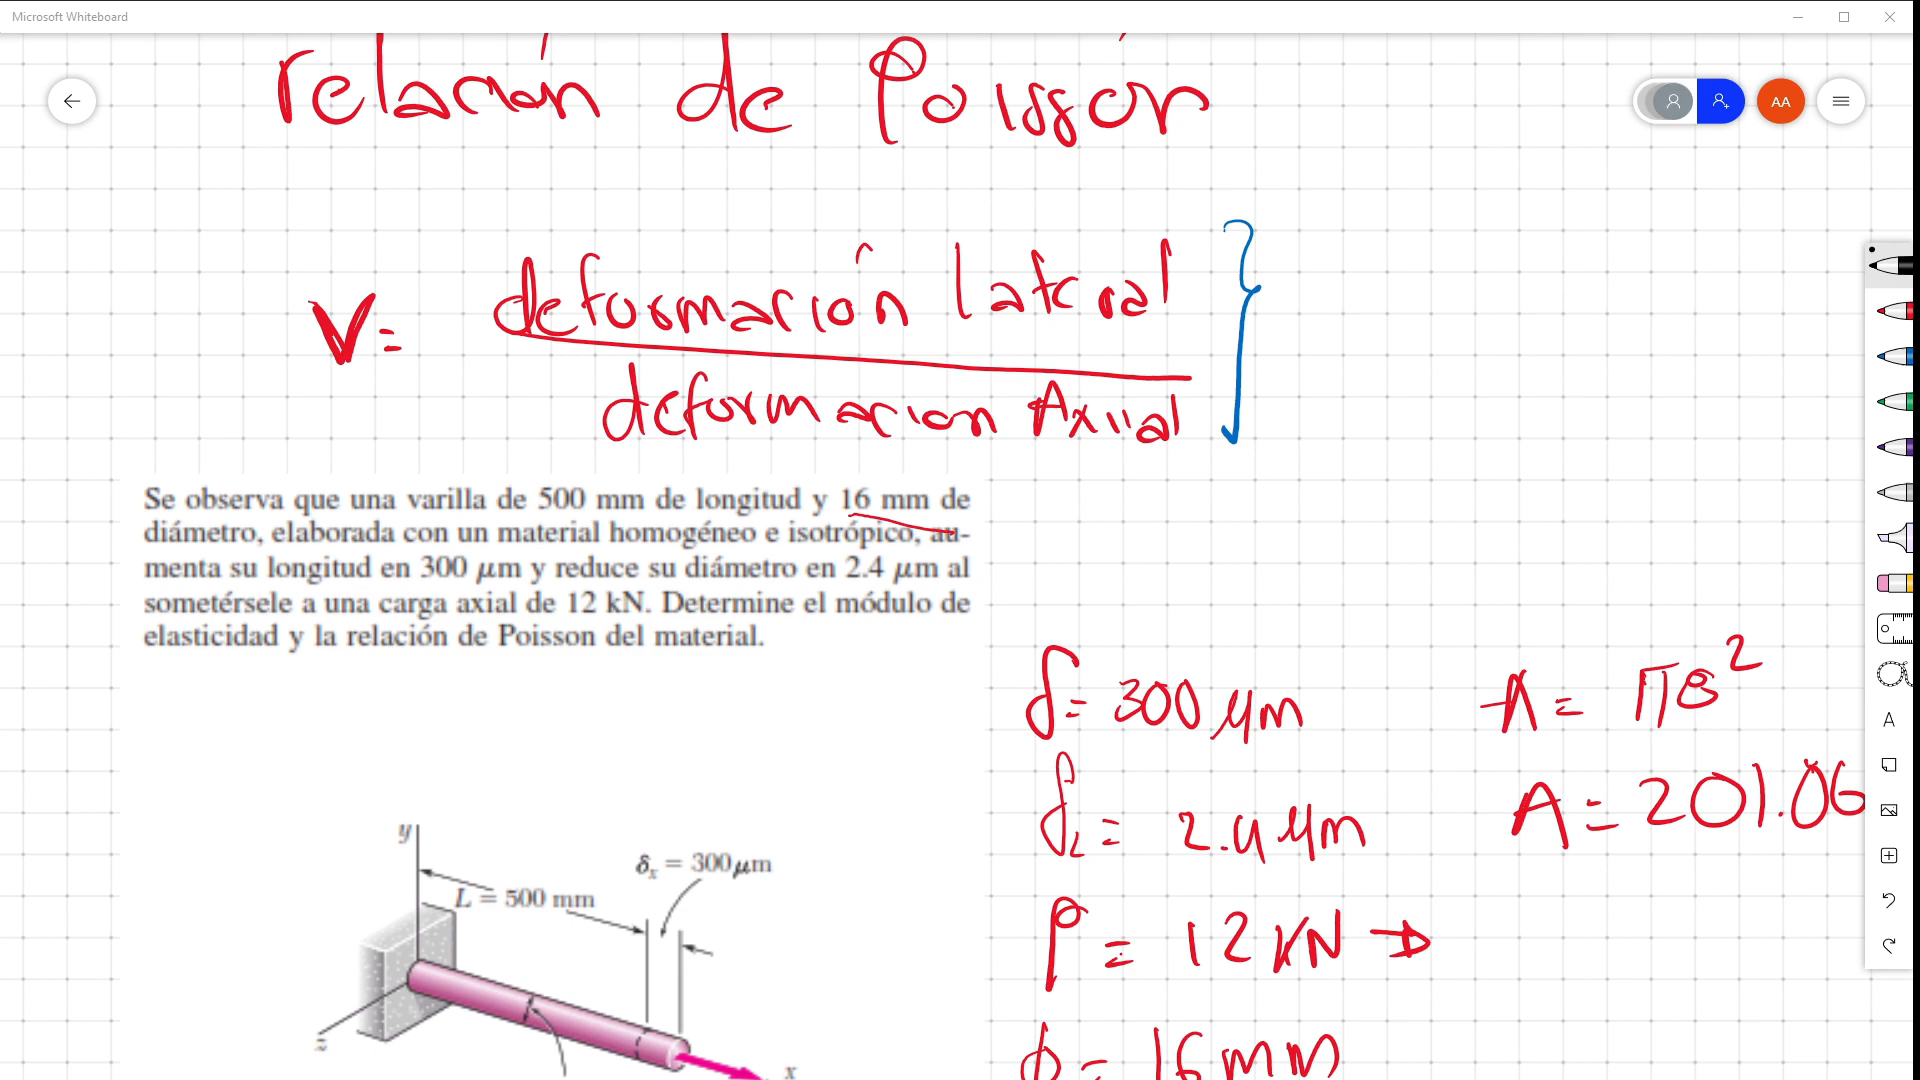 Microsoft Whiteboard
relación de Poisson
AA
V = deformación lateral
deformacion Axial
Se observa que una varilla de 500 mm de longitud y 16 mm de
diámetro, elaborada con un material homogéneo e isotrópico, au-
menta su longitud en 300 μm y reduce su diámetro en 2.4 μm al
sometérsele a una carga axial de 12 kN. Determine el módulo de
elasticidad y la relación de Poisson del material.
δ = 300 μm
A = π8²
δL = 2.4 μm
A = 201.06
P = 12 KN →
ϕ = 16 mm
y
δx = 300 μm
L = 500 mm
z
x
A